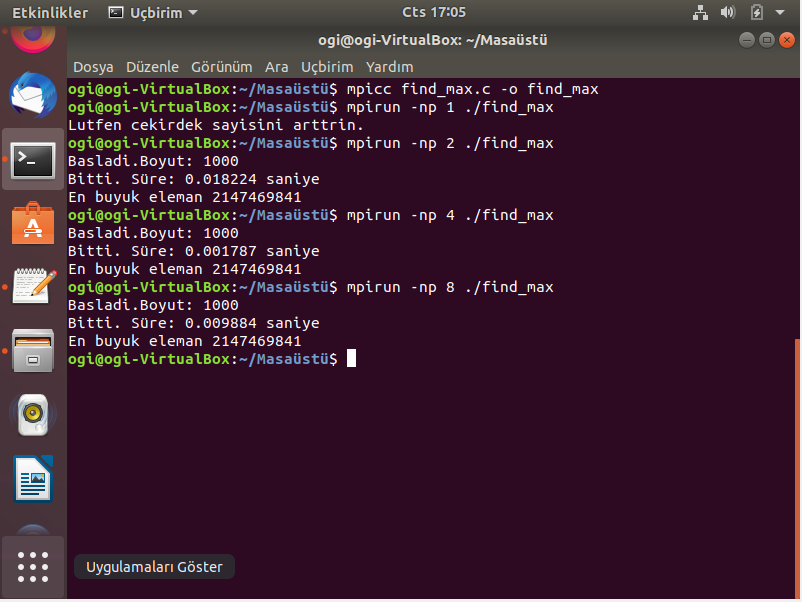 Etkinlikler Uçbirim Cts 17:05
ogi@ogi-VirtualBox: ~/Masaüstü
Dosya Düzenle Görünüm Ara Uçbirim Yardım
ogi@ogi-VirtualBox:~/Masaüstü$ mpicc find_max.c -o find_max
ogi@ogi-VirtualBox:~/Masaüstü$ mpirun -np 1 ./find_max
Lutfen cekirdek sayisini arttrin.
ogi@ogi-VirtualBox:~/Masaüstü$ mpirun -np 2 ./find_max
Basladi.Boyut: 1000
Bitti. Süre: 0.018224 saniye
En buyuk eleman 2147469841
ogi@ogi-VirtualBox:~/Masaüstü$ mpirun -np 4 ./find_max
Basladi.Boyut: 1000
Bitti. Süre: 0.001787 saniye
En buyuk eleman 2147469841
ogi@ogi-VirtualBox:~/Masaüstü$ mpirun -np 8 ./find_max
Basladi.Boyut: 1000
Bitti. Süre: 0.009884 saniye
En buyuk eleman 2147469841
ogi@ogi-VirtualBox:~/Masaüstü$
Uygulamaları Göster